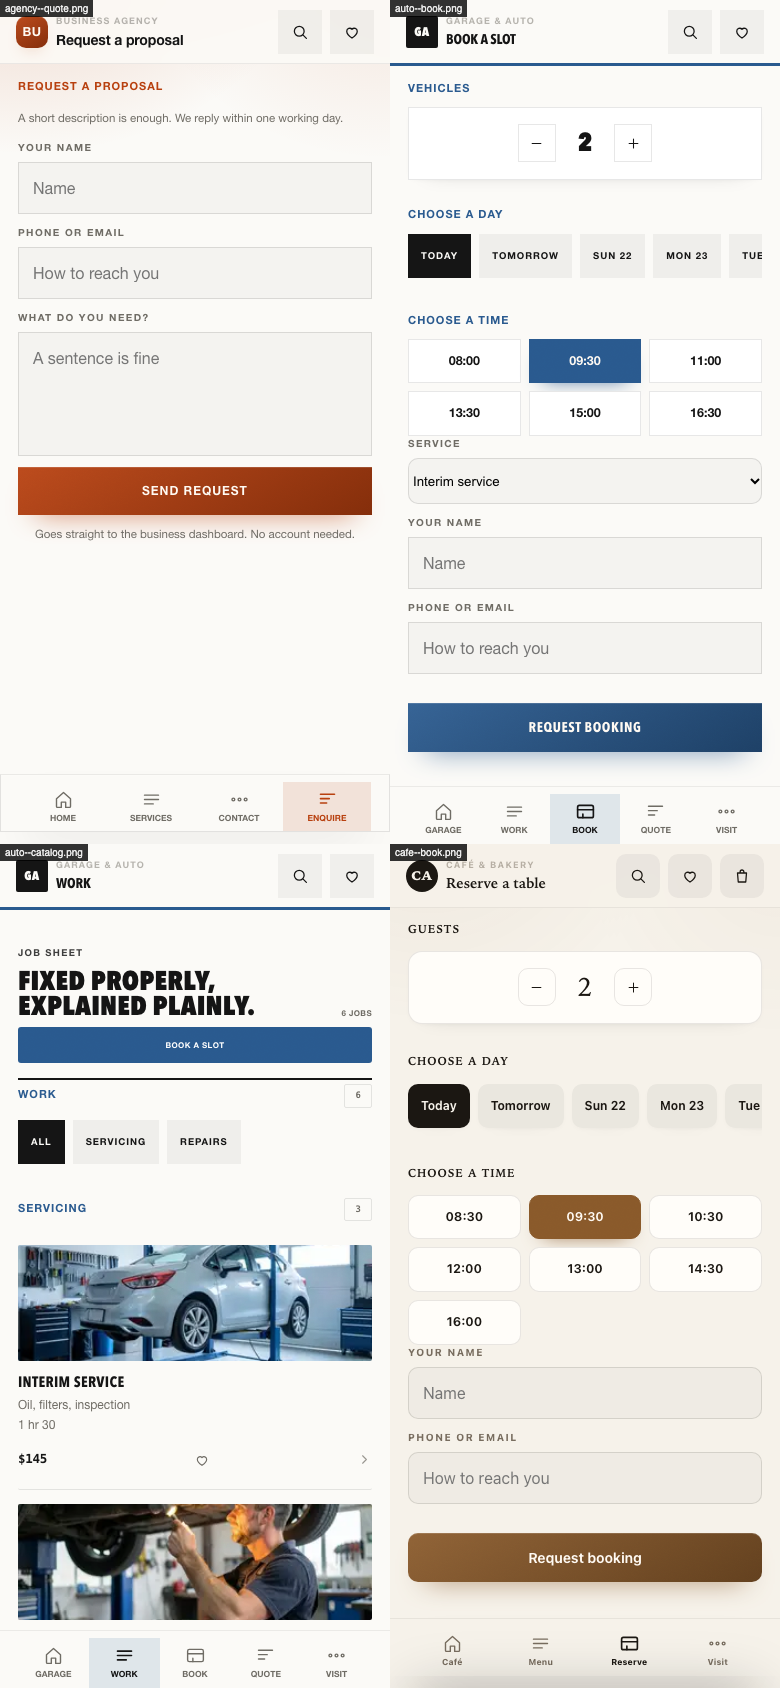 agency--quote.png
BU
BUSINESS AGENCY
Request a proposal
REQUEST A PROPOSAL
A short description is enough. We reply within one working day.
YOUR NAME
Name
PHONE OR EMAIL
How to reach you
WHAT DO YOU NEED?
A sentence is fine
SEND REQUEST
Goes straight to the business dashboard. No account needed.
HOME
SERVICES
CONTACT
ENQUIRE
auto--book.png
GA
GARAGE & AUTO
BOOK A SLOT
VEHICLES
− 2 +
CHOOSE A DAY
TODAY
TOMORROW
SUN 22
MON 23
TUE
CHOOSE A TIME
08:00
09:30
11:00
13:30
15:00
16:30
SERVICE
Interim service
YOUR NAME
Name
PHONE OR EMAIL
How to reach you
REQUEST BOOKING
GARAGE
WORK
BOOK
QUOTE
VISIT
auto--catalog.png
GA
GARAGE & AUTO
WORK
JOB SHEET
FIXED PROPERLY,
EXPLAINED PLAINLY.
6 JOBS
BOOK A SLOT
WORK
6
ALL
SERVICING
REPAIRS
SERVICING
3
INTERIM SERVICE
Oil, filters, inspection
1 hr 30
$145
GARAGE
WORK
BOOK
QUOTE
VISIT
cafe--book.png
CA
CAFÉ & BAKERY
Reserve a table
GUESTS
− 2 +
CHOOSE A DAY
Today
Tomorrow
Sun 22
Mon 23
Tue
CHOOSE A TIME
08:30
09:30
10:30
12:00
13:00
14:30
16:00
YOUR NAME
Name
PHONE OR EMAIL
How to reach you
Request booking
Café
Menu
Reserve
Visit